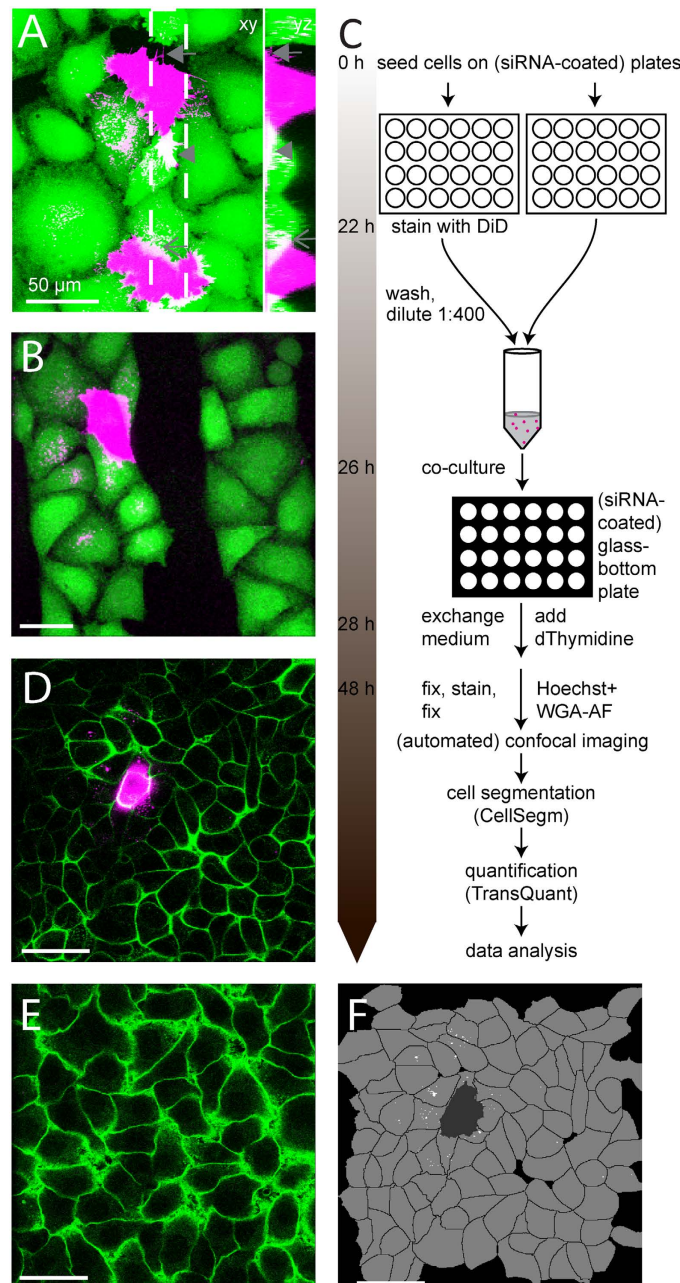 A
xy
yz
50 µm
B
C
0 h
seed cells on (siRNA-coated) plates
22 h
stain with DiD
wash,
dilute 1:400
26 h
co-culture
(siRNA-
coated)
glass-
bottom
plate
28 h
exchange
medium
add
dThymidine
48 h
fix, stain,
fix
Hoechst+
WGA-AF
(automated) confocal imaging
cell segmentation
(CellSegm)
quantification
(TransQuant)
data analysis
D
E
F